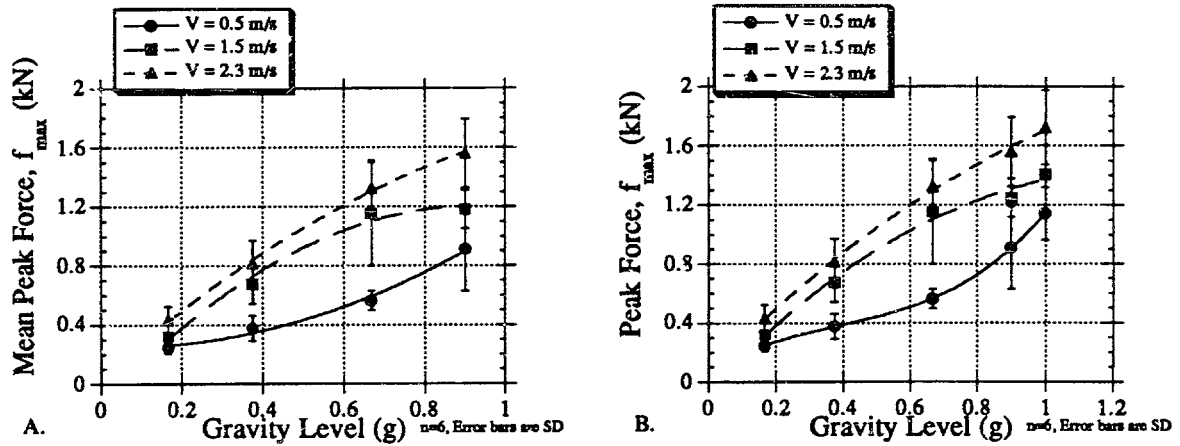 V = 0.5 m/s
V = 1.5 m/s
V = 2.3 m/s
Mean Peak Force, f_max (kN)
2
1.6
1.2
0.8
0.4
0
0 0.2 0.4 0.6 0.8 1
A.
Gravity Level (g)
n=6, Error bars are SD
V = 0.5 m/s
V = 1.5 m/s
V = 2.3 m/s
Peak Force, f_max (kN)
2
1.6
1.2
0.8
0.4
0
0 0.2 0.4 0.6 0.8 1 1.2
B.
Gravity Level (g)
n=6, Error bars are SD